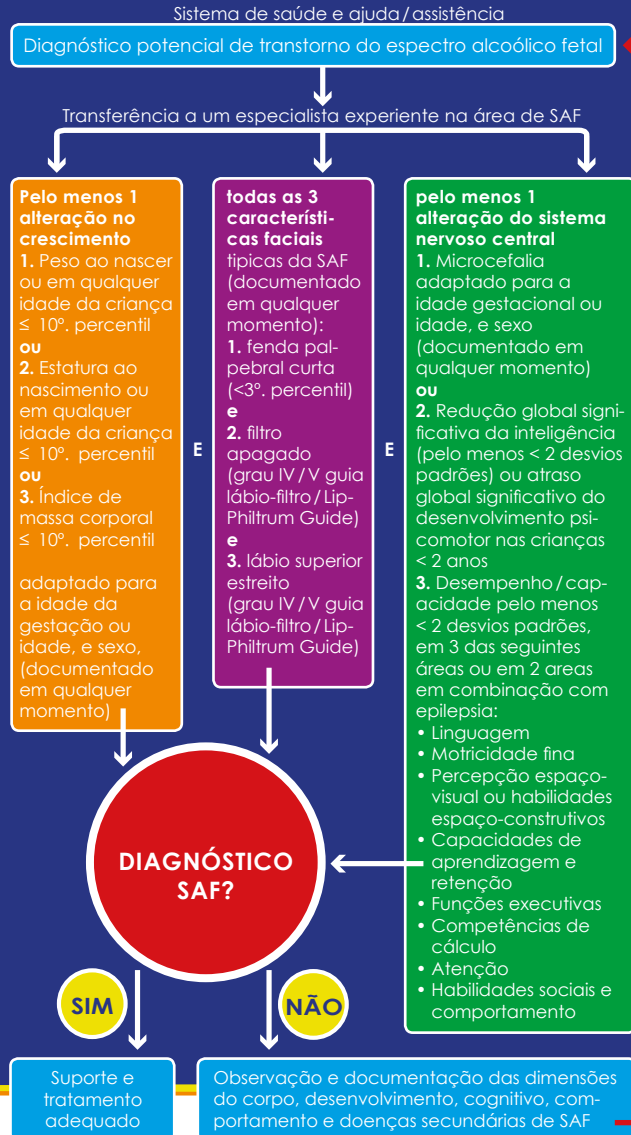 Sistema de saúde e ajuda/assistência
Diagnóstico potencial de transtorno do espectro alcoólico fetal
Transferência a um especialista experiente na área de SAF
Pelo menos 1
alteração no
crescimento
1. Peso ao nascer
ou em qualquer
idade da criança
≤ 10º. percentil
ou
2. Estatura ao
nascimento ou
em qualquer
idade da criança
≤ 10º. percentil
ou
3. Índice de
massa corporal
≤ 10º. percentil
adaptado para
a idade da
gestação ou
idade, e sexo,
(documentado
em qualquer
momento)
E
todas as 3
característi-
cas faciais
tipicas da SAF
(documentado
em qualquer
momento):
1. fenda pal-
pebral curta
(<3º. percentil)
e
2. filtro
apagado
(grau IV/V guia
lábio-filtro/Lip-
Philtrum Guide)
e
3. lábio superior
estreito
(grau IV/V guia
lábio-filtro/Lip-
Philtrum Guide)
E
pelo menos 1
alteração do sistema
nervoso central
1. Microcefalia
adaptado para a
idade gestacional ou
idade, e sexo
(documentado em
qualquer momento)
ou
2. Redução global signi-
ficativa da inteligência
(pelo menos < 2 desvios
padrões) ou atraso
global significativo do
desenvolvimento psi-
comotor nas crianças
< 2 anos
3. Desempenho/cap-
acidade pelo menos
< 2 desvios padrões,
em 3 das seguintes
áreas ou em 2 areas
em combinação com
epilepsia:
• Linguagem
• Motricidade fina
• Percepção espaço-
visual ou habilidades
espaço-construtivos
• Capacidades de
aprendizagem e
retenção
• Funções executivas
• Competências de
cálculo
• Atenção
• Habilidades sociais e
comportamento
DIAGNÓSTICO
SAF?
SIM
NÃO
Suporte e
tratamento
adequado
Observação e documentação das dimensões
do corpo, desenvolvimento, cognitivo, com-
portamento e doenças secundárias de SAF